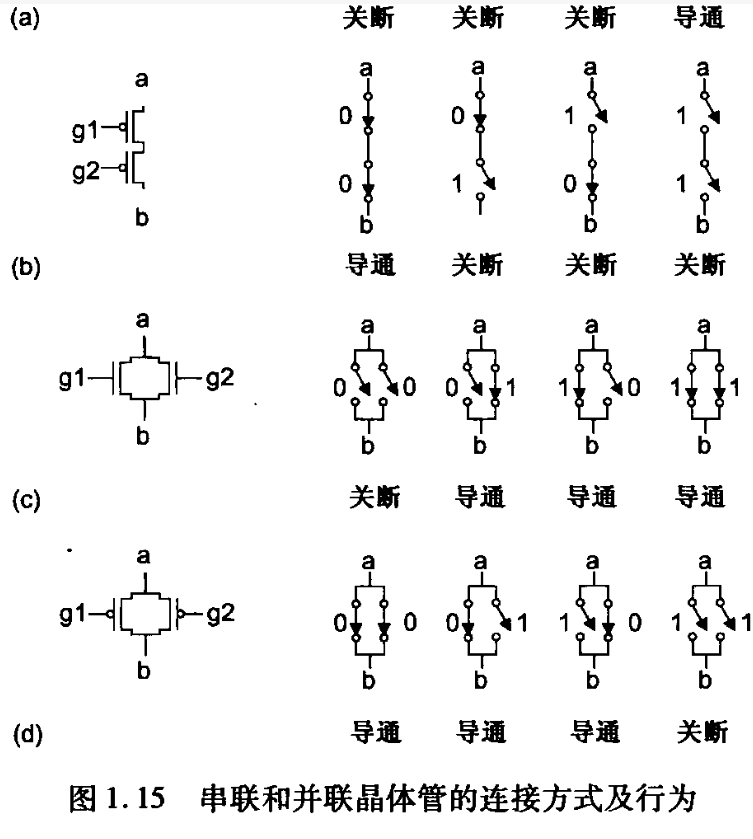 (a) 关断 关断 关断 导通
a a a a a
g1 0 0 1 1
g2 0 1 0 1
b b b b
(b) 导通 关断 关断 关断
a a a a a
g1 g2 0 0 0 1 1 0 1 1
b b b b b
(c) 关断 导通 导通 导通
a a a a a
g1 g2 0 0 0 1 1 0 1 1
b b b b b
(d) 导通 导通 导通 关断
图 1.15 串联和并联晶体管的连接方式及行为